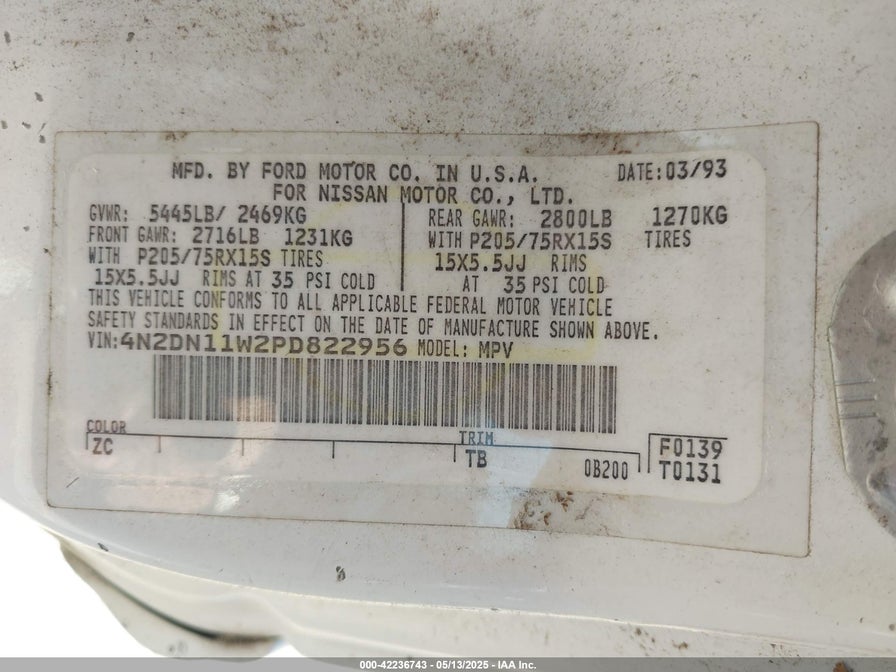 MFD. BY FORD MOTOR CO. IN U.S.A. DATE:03/93
FOR NISSAN MOTOR CO., LTD.
GVWR: 5445LB/ 2469KG
FRONT GAWR: 2716LB 1231KG
WITH P205/75RX15S TIRES
15X5.5JJ RIMS AT 35 PSI COLD
REAR GAWR: 2800LB 1270KG
WITH P205/75RX15S TIRES
15X5.5JJ RIMS
AT 35 PSI COLD
THIS VEHICLE CONFORMS TO ALL APPLICABLE FEDERAL MOTOR VEHICLE
SAFETY STANDARDS IN EFFECT ON THE DATE OF MANUFACTURE SHOWN ABOVE.
VIN:4N2DN11W2PD822956 MODEL: MPV
COLOR TRIM
ZC TB 0B200
F0139
T0131
000-42236743 - 05/13/2025 - IAA Inc.